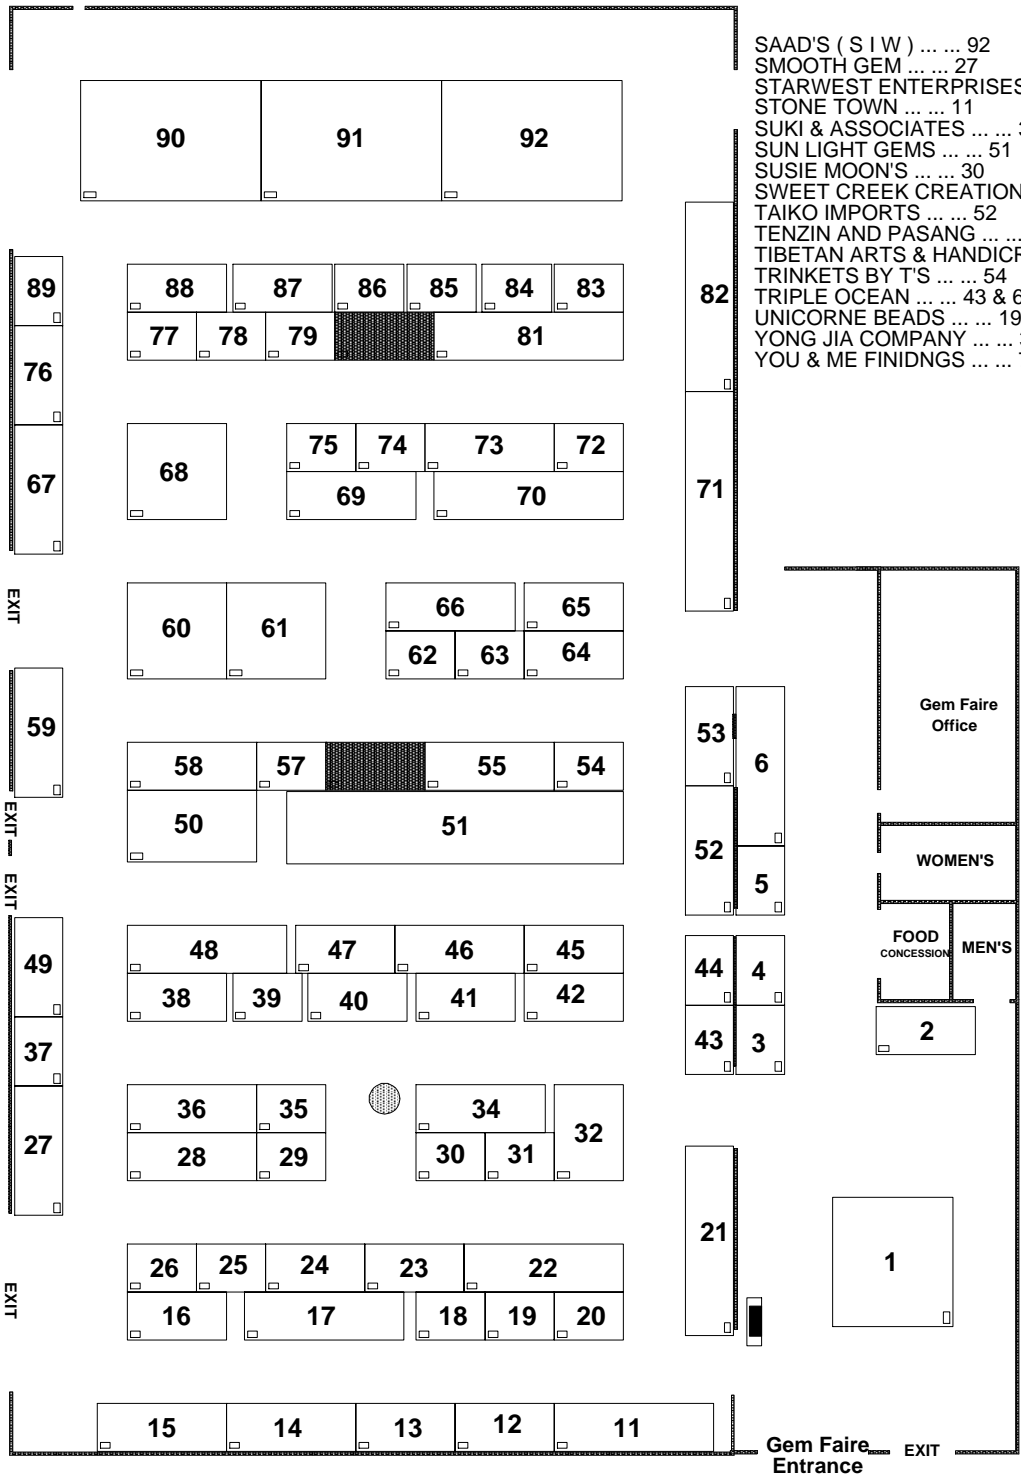 SAAD'S ( S I W ) ... ... 92
SMOOTH GEM ... ... 27
STARWEST ENTERPRISES
STONE TOWN ... ... 11
SUKI & ASSOCIATES ... ...
SUN LIGHT GEMS ... ... 51
SUSIE MOON'S ... ... 30
SWEET CREEK CREATION
TAIKO IMPORTS ... ... 52
TENZIN AND PASANG ... ...
TIBETAN ARTS &
TRINKETS BY T'S ... ... 54
TRIPLE OCEAN ... ... 43 & 6
UNICORNE BEADS ... ... 19
YONG JIA COMPANY ... ...
YOU & ME FINIDNGS ... ...
90 91 92
89 88 87 86 85 84 83 82
77 78 79 81
76
75 74 73 72
67 68 69 70 71
EXIT
60 61 66 65
62 63 64
59
53 6
Gem Faire
Office
58 57 55 54
EXIT
50 51
52 5
WOMEN'S
EXIT
49 48 47 46 45
44 4
FOOD
CONCESSION
MEN'S
38 39 40 41 42
37
43 3
2
36 35 34
32
27 28 29 30 31
21
1
26 25 24 23 22
EXIT
16 17 18 19 20
15 14 13 12 11
Gem Faire
Entrance
EXIT